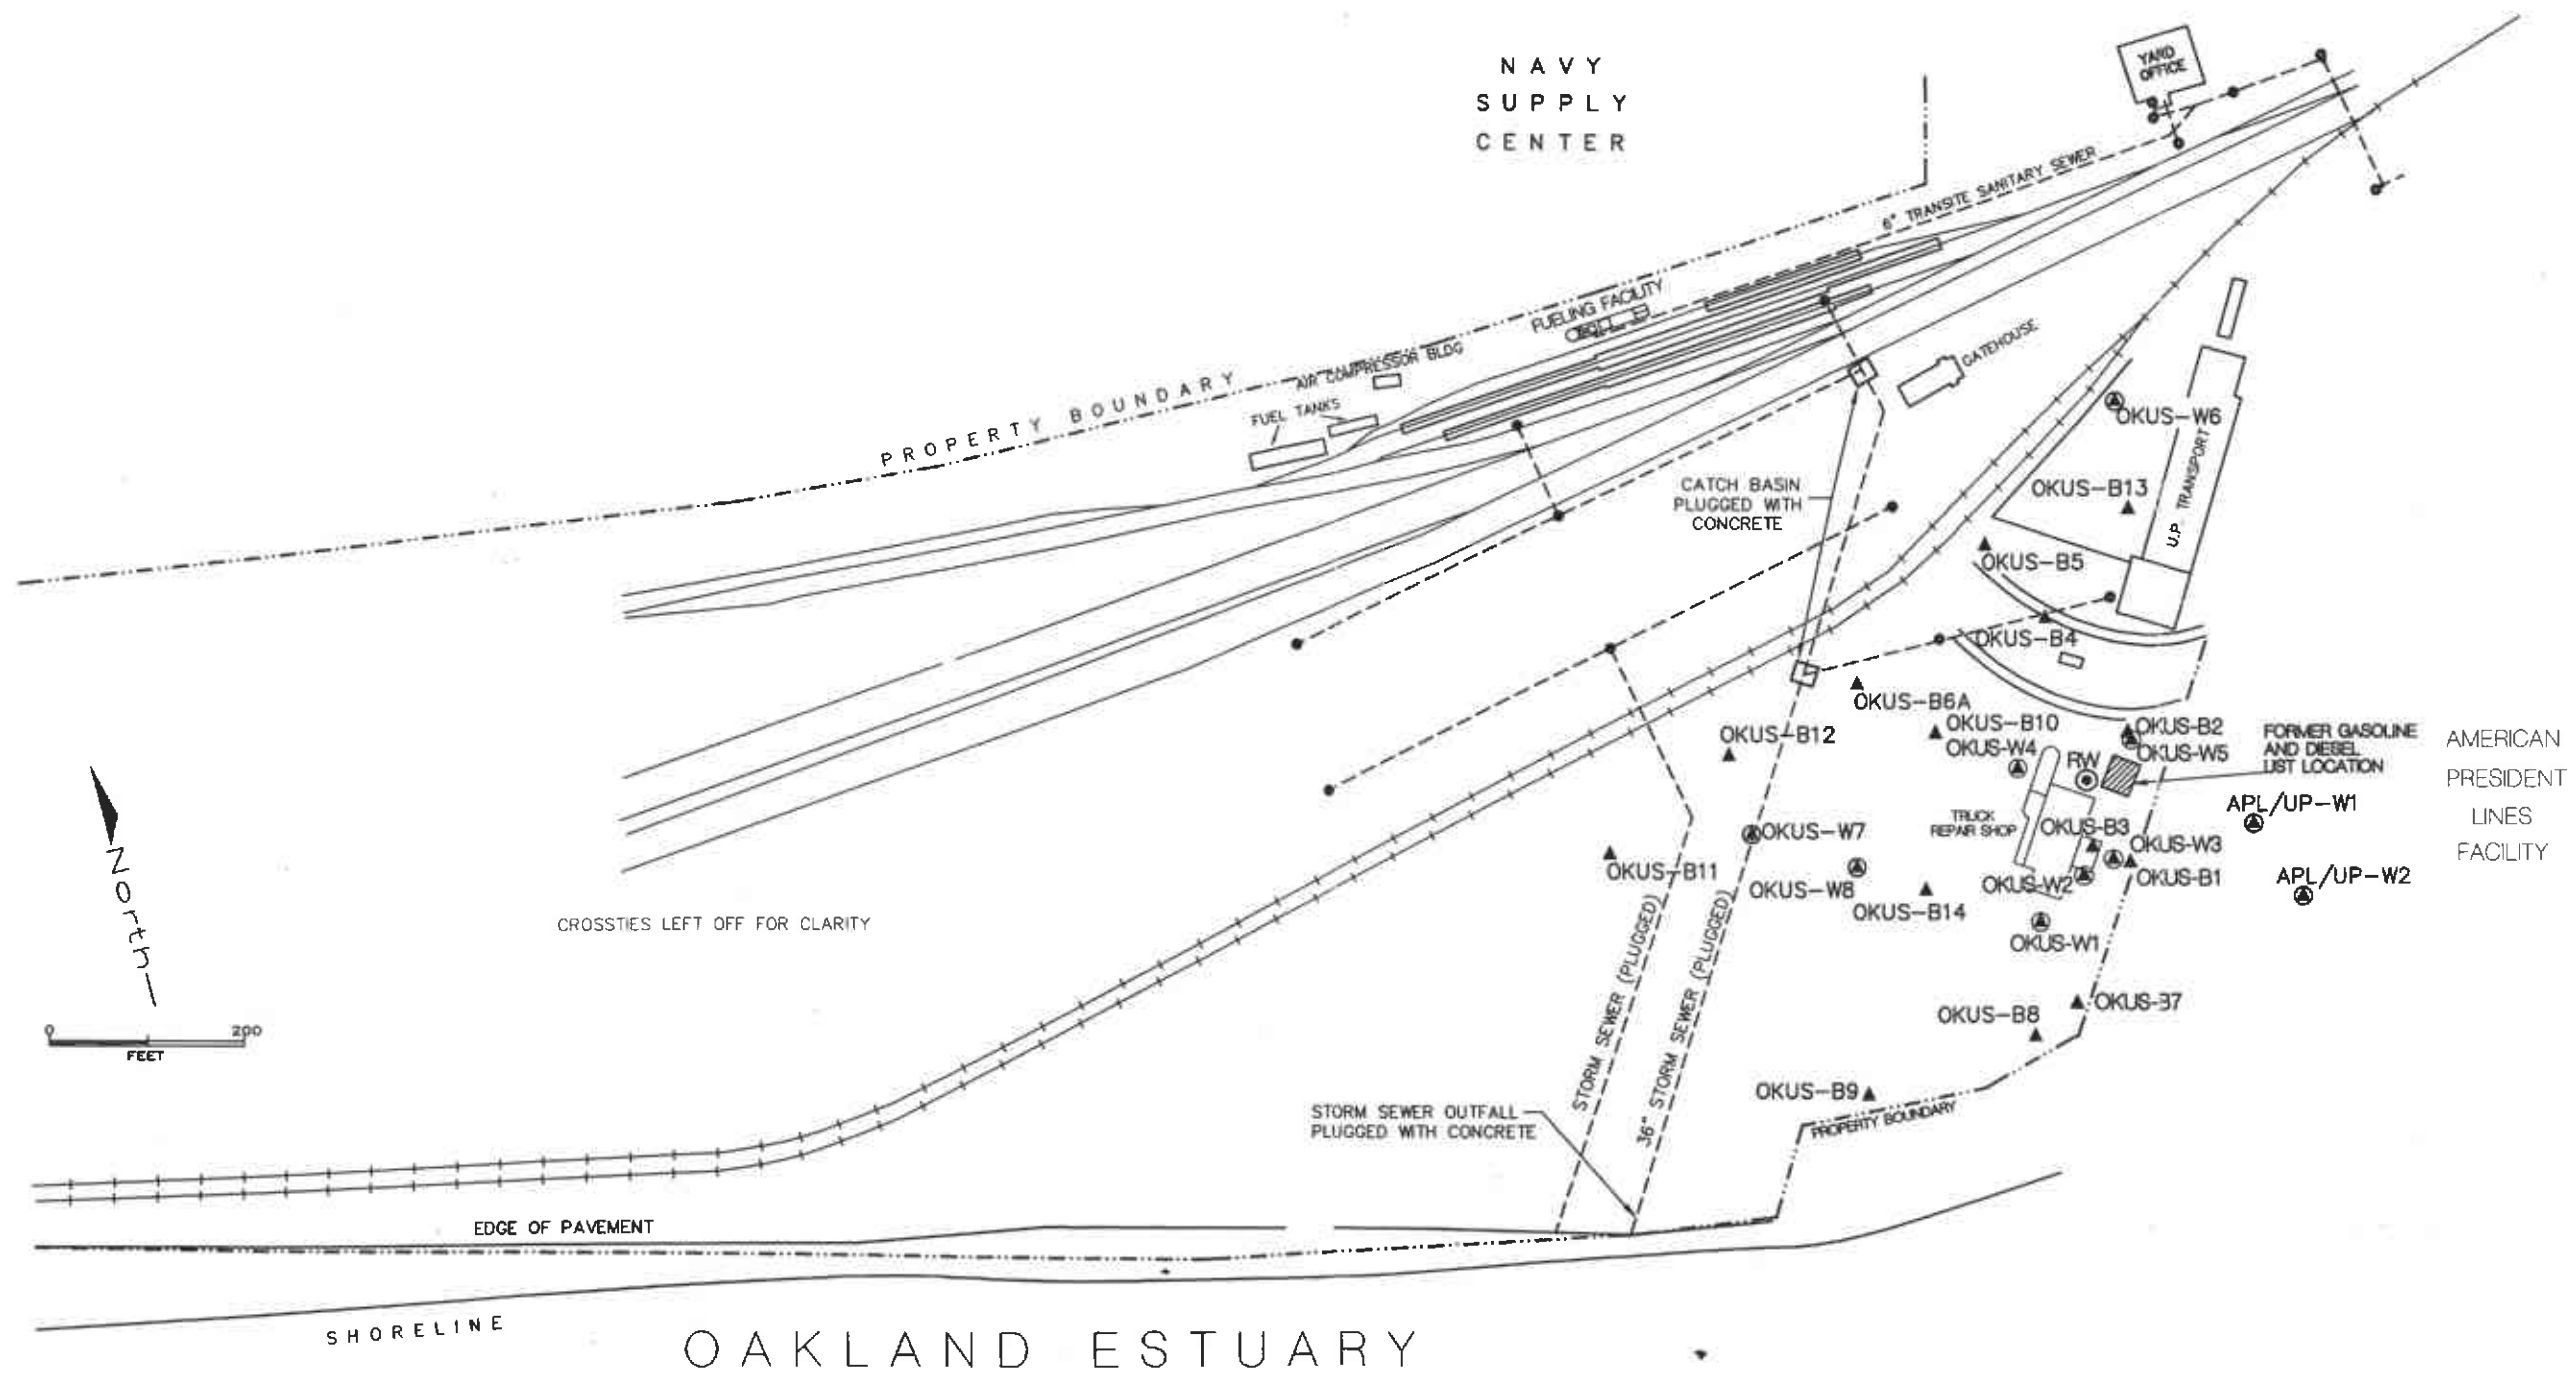 NAVY
SUPPLY
CENTER
YARD
OFFICE
6" TRANSITE SANITARY SEWER
FUELING FACILITY
AIR COMPRESSOR BLDG
GATEHOUSE
PROPERTY BOUNDARY
FUEL TANKS
OKUS-W6
U.P. TRANSPORT
CATCH BASIN
PLUGGED WITH
CONCRETE
OKUS-B13
OKUS-B5
OKUS-B4
OKUS-B6A
OKUS-B12
OKUS-B10
OKUS-W4
RW
OKUS-B2
OKUS-W5
FORMER GASOLINE
AND DIESEL
UST LOCATION
AMERICAN
PRESIDENT
LINES
FACILITY
APL/UP-W1
TRUCK
REPAIR SHOP
OKUS-B3
OKUS-W3
OKUS-W7
OKUS-B11
OKUS-W8
OKUS-B14
OKUS-W2
OKUS-B1
APL/UP-W2
OKUS-W1
CROSSTIES LEFT OFF FOR CLARITY
North
STORM SEWER (PLUGGED)
36" STORM SEWER (PLUGGED)
OKUS-B7
OKUS-B8
0 200
FEET
OKUS-B9
PROPERTY BOUNDARY
STORM SEWER OUTFALL
PLUGGED WITH CONCRETE
EDGE OF PAVEMENT
SHORELINE
OAKLAND ESTUARY